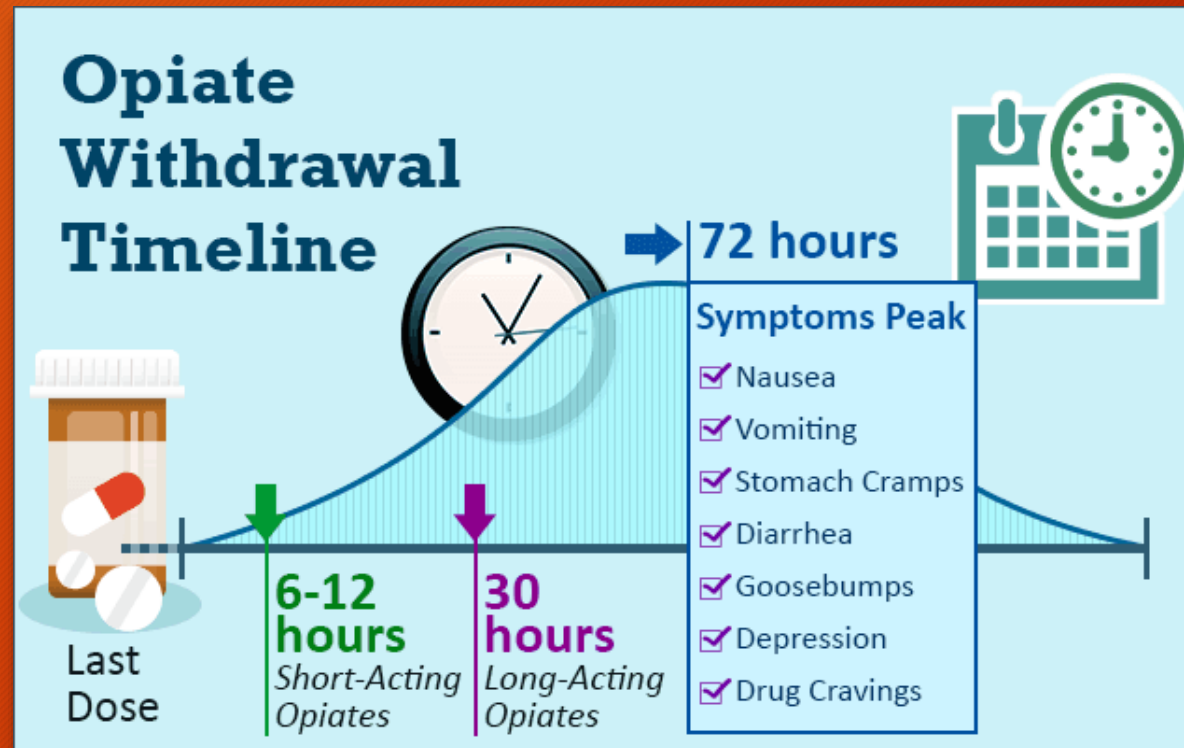 Opiate
Withdrawal
Timeline
72 hours
Symptoms Peak
Nausea
Vomiting
Stomach Cramps
Diarrhea
Goosebumps
Depression
Drug Cravings
Last
Dose
6-12
hours
Short-Acting
Opiates
30
hours
Long-Acting
Opiates